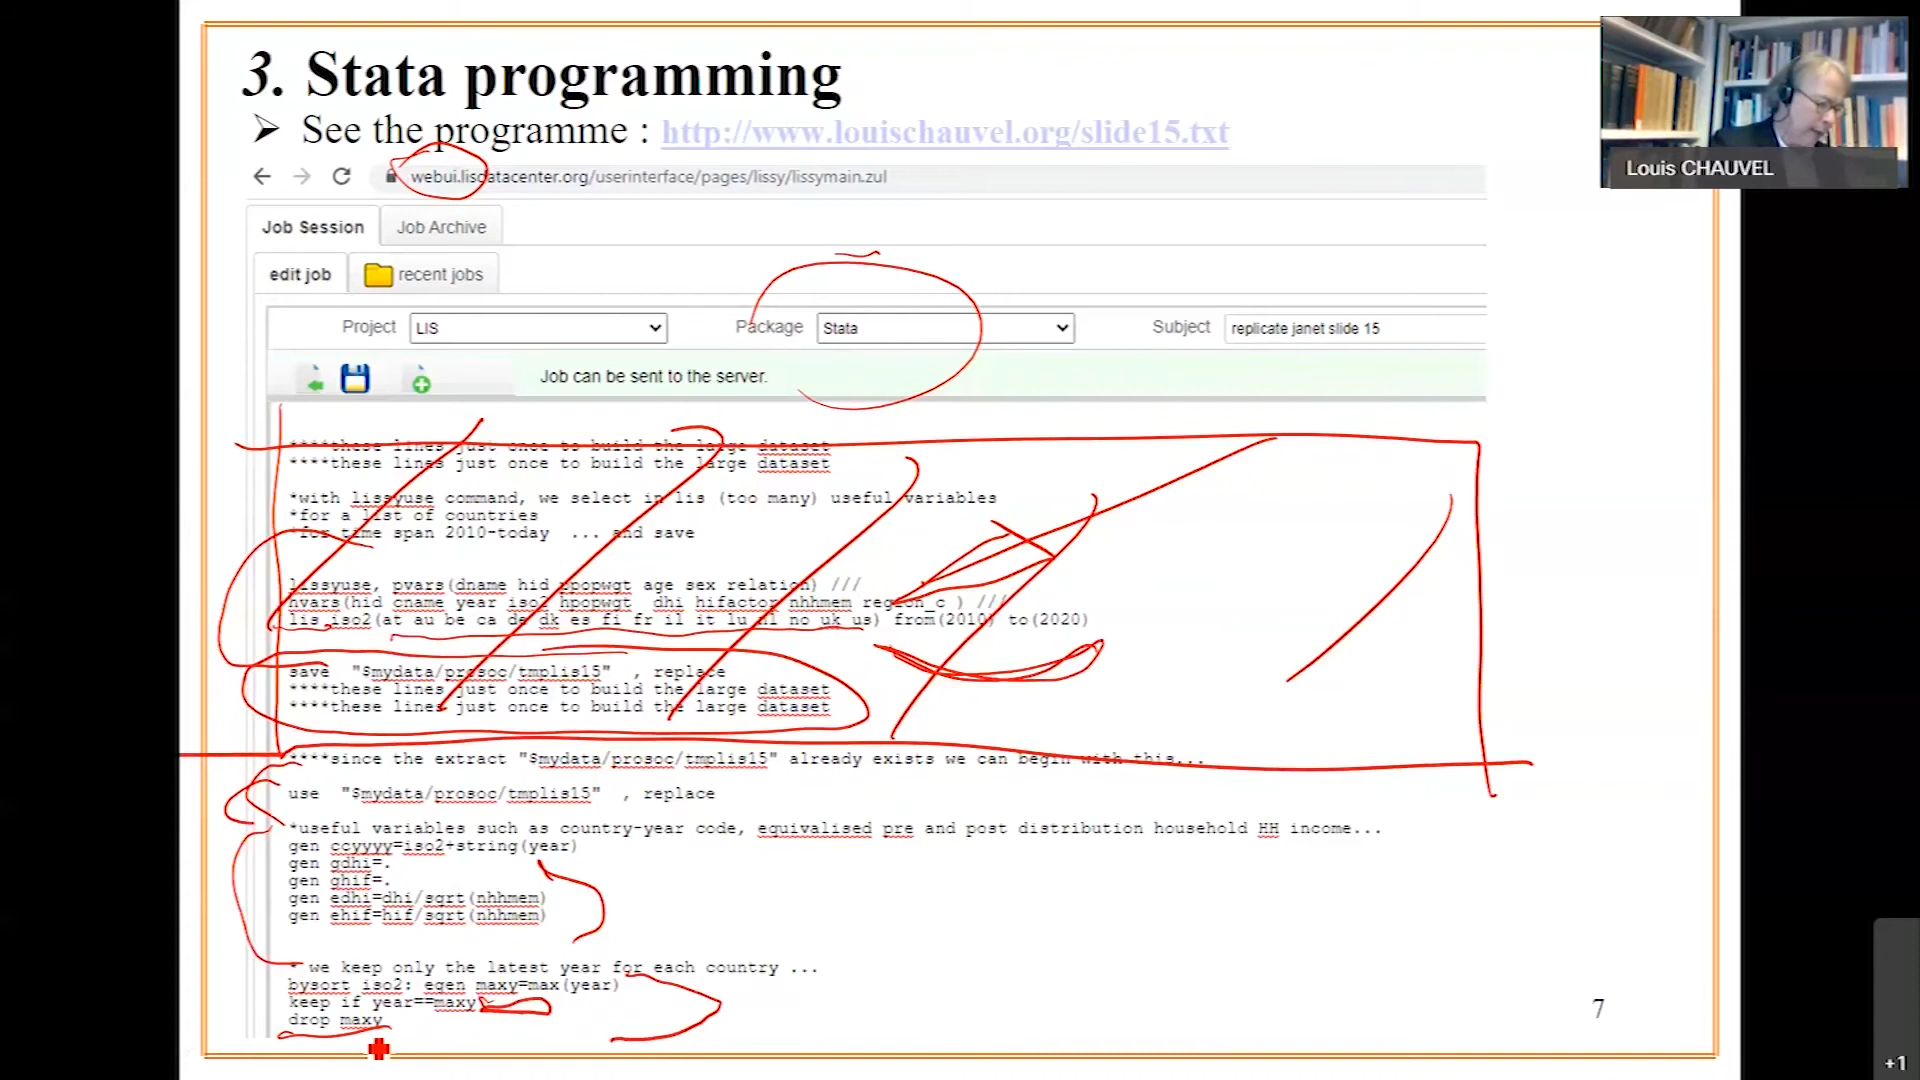 3. Stata programming
➢ See the programme : http://www.louischauvel.org/slide15.txt
Louis CHAUVEL
webui.lisdatacenter.org/userinterface/pages/lissy/lissymain.zul
Job Session Job Archive
edit job recent jobs
Project LIS Package Stata Subject replicate janet slide 15
Job can be sent to the server.
****these lines just once to build the large dataset
****these lines just once to build the large dataset
*with lissyuse command, we select in lis (too many) useful variables
*for a list of countries
*for time span 2010-today ... and save
lissyuse, pvars(dname hid ppopwgt age sex relation) ///
hvars(hid cname year iso2 hpopwgt dhi hifactor nhhmem region_c ) ///
lis iso2(at au be ca de dk es fi fr il it lu nl no uk us) from(2010) to(2020)
save "$mydata/prosoc/tmplis15" , replace
****these lines just once to build the large dataset
****these lines just once to build the large dataset
****since the extract "$mydata/prosoc/tmplis15" already exists we can begin with this...
use "$mydata/prosoc/tmplis15" , replace
*useful variables such as country-year code, equivalised pre and post distribution household HH income...
gen ccyyyy=iso2+string(year)
gen gdhi=.
gen ghif=.
gen edhi=dhi/sqrt(nhhmem)
gen ehif=hif/sqrt(nhhmem)
* we keep only the latest year for each country ...
bysort iso2: egen maxy=max(year)
keep if year==maxy
drop maxy
7
+1